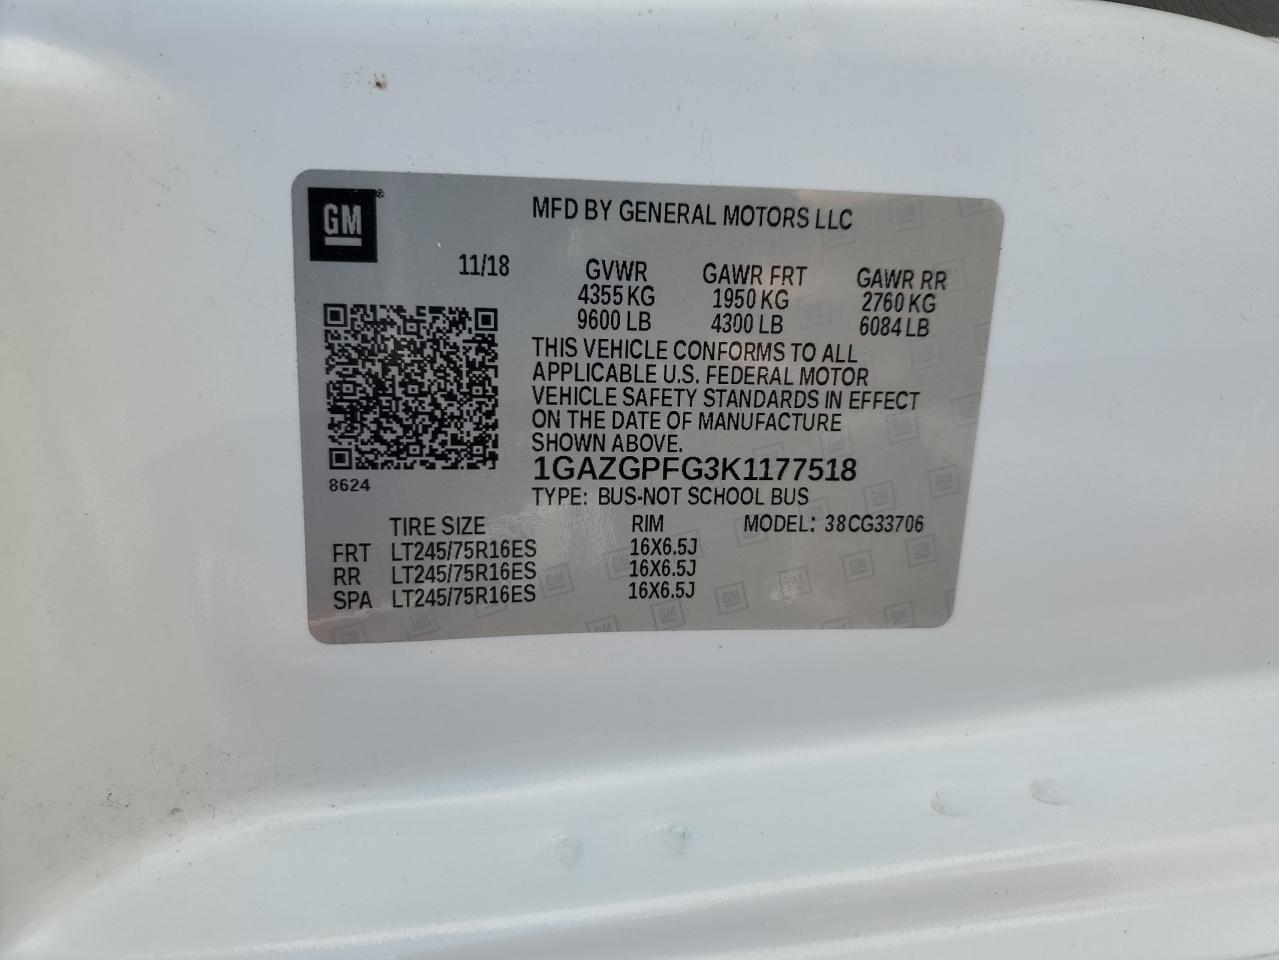 GM
MFD BY GENERAL MOTORS LLC
11/18
GVWR GAWR FRT GAWR RR
4355 KG 1950 KG 2760 KG
9600 LB 4300 LB 6084 LB
THIS VEHICLE CONFORMS TO ALL
APPLICABLE U.S. FEDERAL MOTOR
VEHICLE SAFETY STANDARDS IN EFFECT
ON THE DATE OF MANUFACTURE
SHOWN ABOVE.
1GAZGPFG3K1177518
8624
TYPE: BUS-NOT SCHOOL BUS
TIRE SIZE RIM MODEL: 38CG33706
FRT LT245/75R16ES 16X6.5J
RR LT245/75R16ES 16X6.5J
SPA LT245/75R16ES 16X6.5J